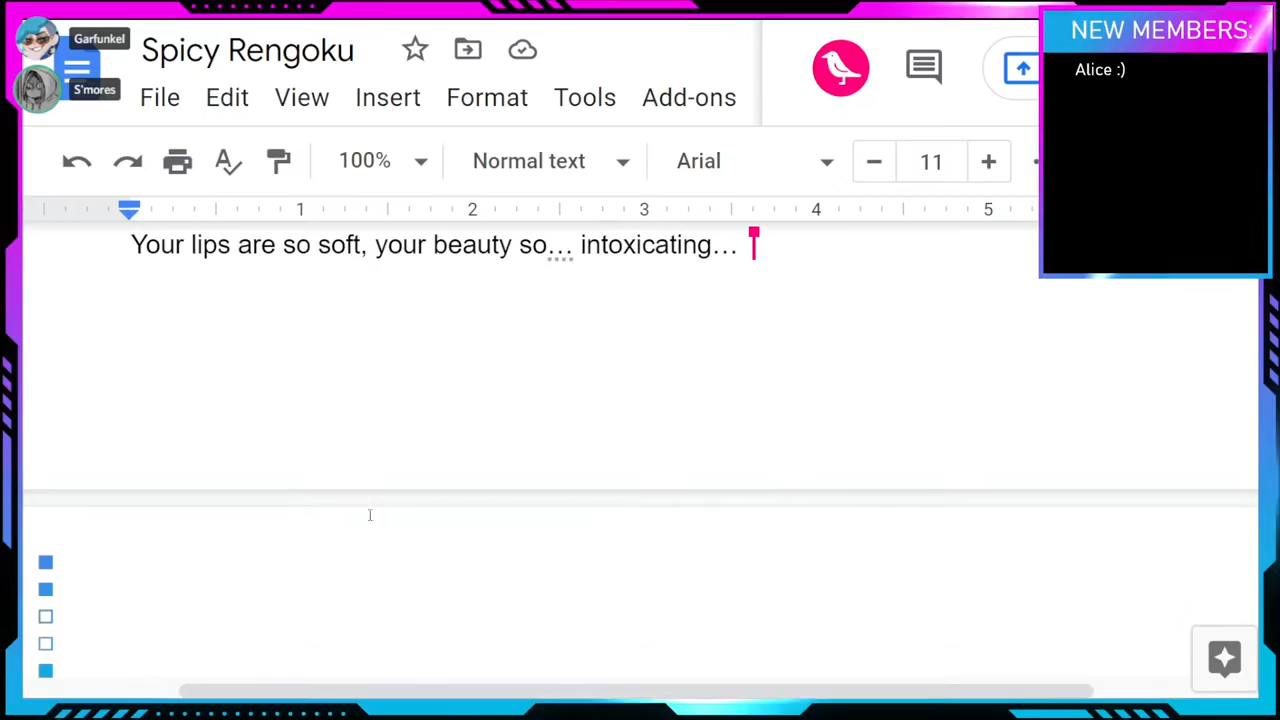 Garfunkel
Spicy Rengoku
NEW MEMBERS:
S'mores
Alice :)
File Edit View Insert Format Tools Add-ons
100% Normal text Arial 11
1 2 3 4 5
Your lips are so soft, your beauty so… intoxicating…